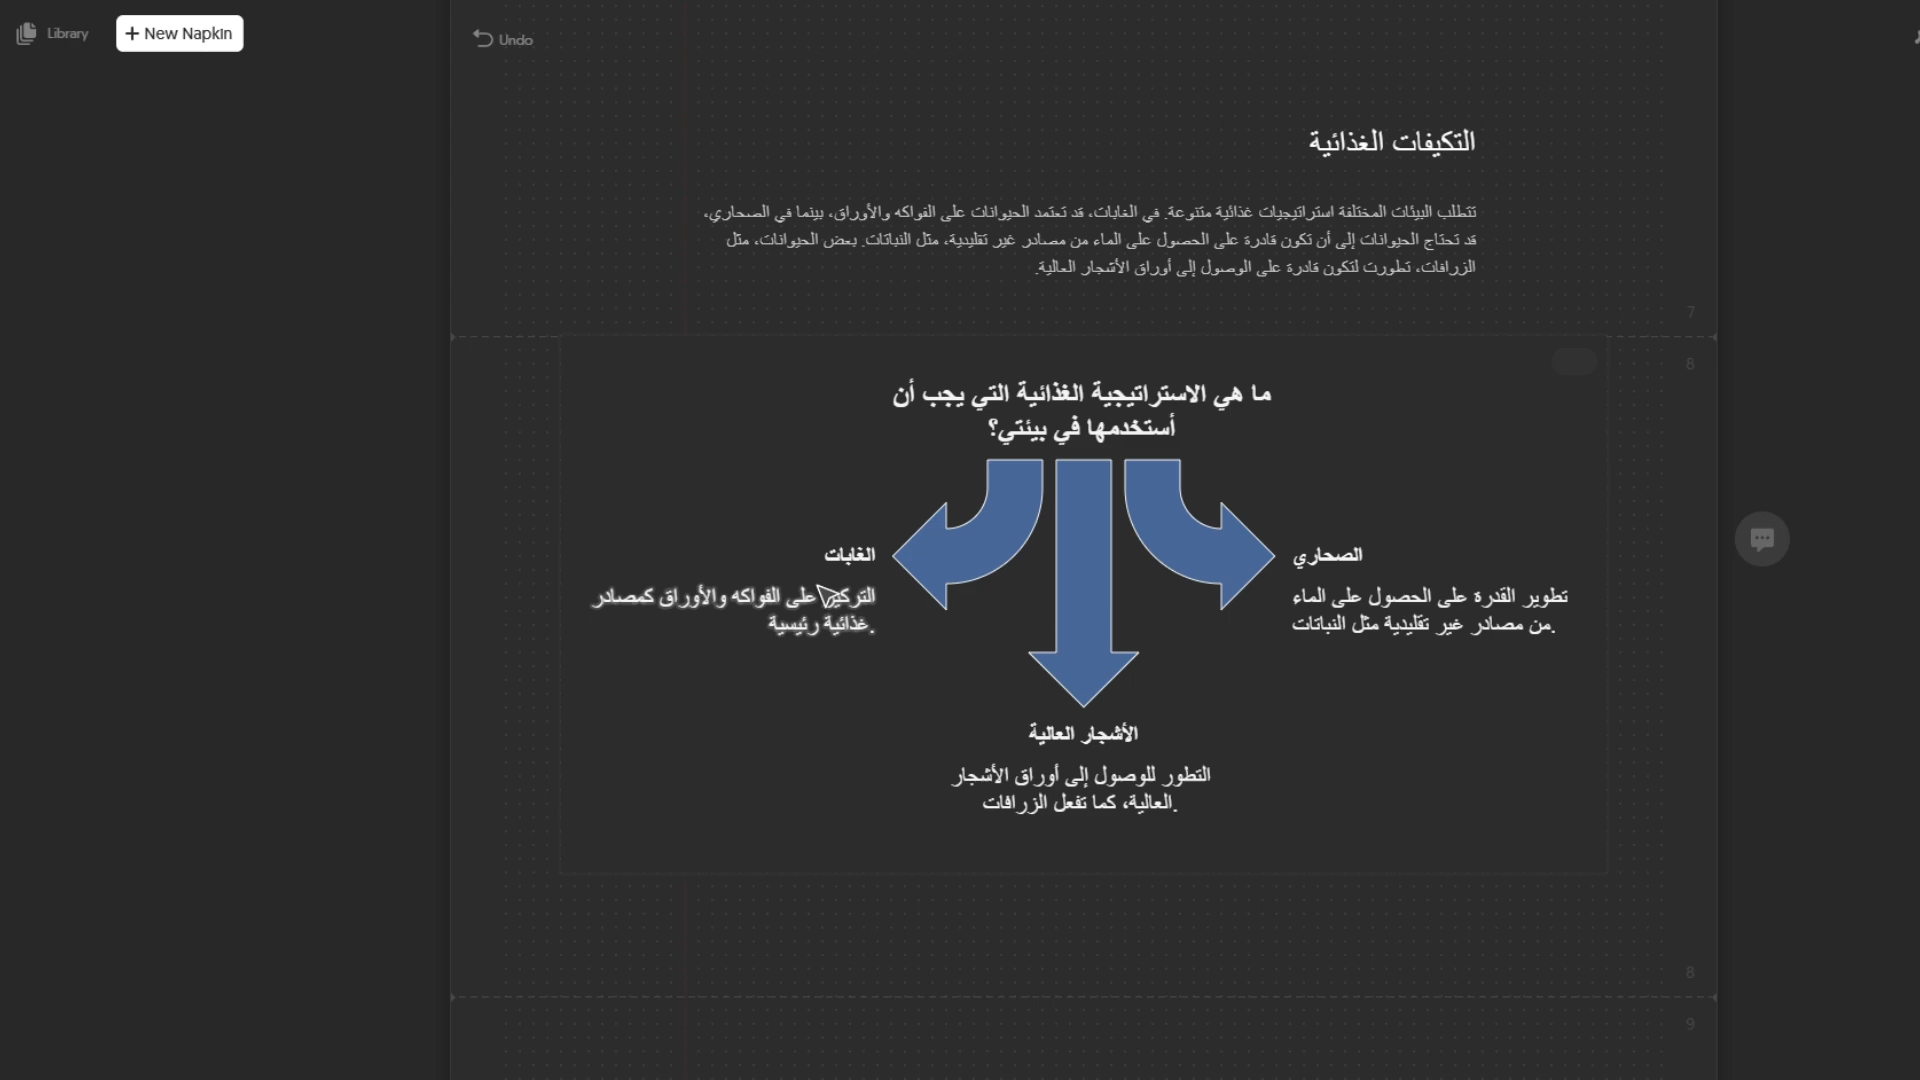 Library
+ New Napkin
Undo
التكيفات الغذائية
تتطلب البيئات المختلفة استراتيجيات غذائية متنوعة. في الغابات، قد تعتمد الحيوانات على الفواكه والأوراق، بينما في الصحاري،
قد تحتاج الحيوانات إلى أن تكون قادرة على الحصول على الماء من مصادر غير تقليدية، مثل النباتات. بعض الحيوانات، مثل
الزرافات، تطورت لتكون قادرة على الوصول إلى أوراق الأشجار العالية.
7
8
ما هي الاستراتيجية الغذائية التي يجب أن
أستخدمها في بيئتي؟
الصحاري
تطوير القدرة على الحصول على الماء
من مصادر غير تقليدية مثل النباتات.
الغابات
التركيز على الفواكه والأوراق كمصادر
غذائية رئيسية.
الأشجار العالية
التطور للوصول إلى أوراق الأشجار
العالية، كما تفعل الزرافات.
8
9